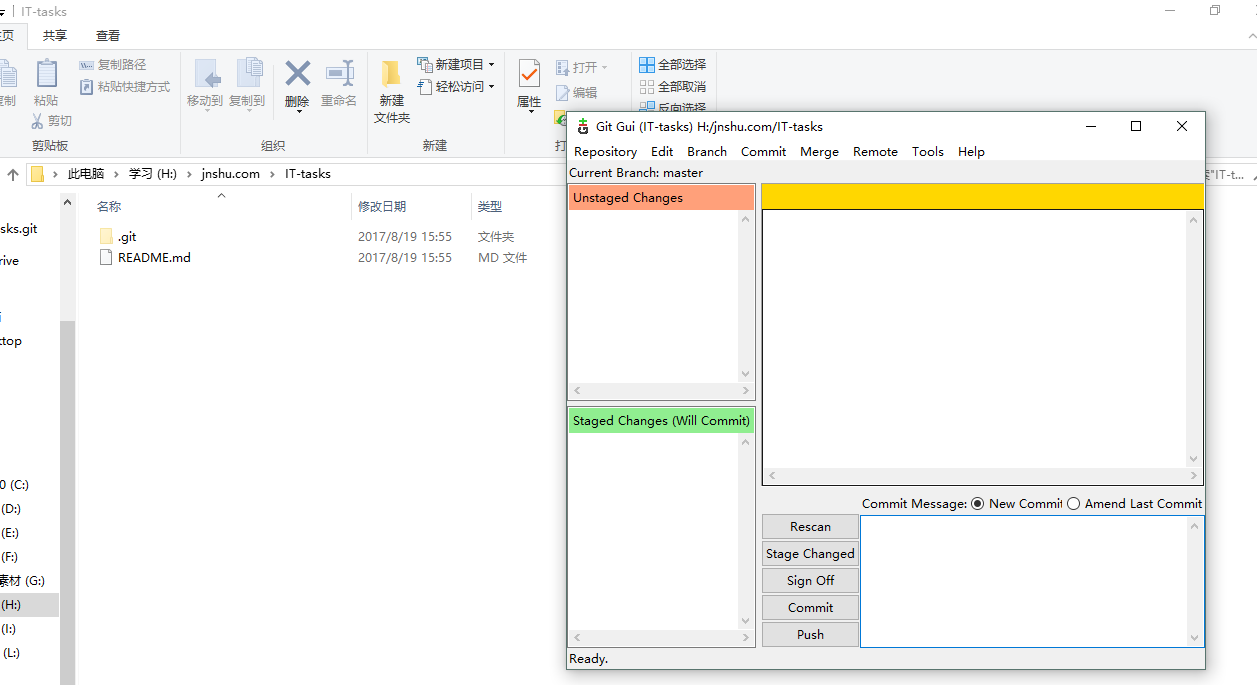 IT-tasks
页 共享 查看
复制路径
粘贴快捷方式
制 粘贴
剪切
剪贴板
移动到 复制到 删除 重命名
组织
新建项目
轻松访问
新建
文件夹
新建
属性
打开
编辑
打
全部选择
全部取消
反向选择
此电脑 学习 (H:) jnshu.com IT-tasks
"IT-t...
名称 修改日期 类型
.git 2017/8/19 15:55 文件夹
README.md 2017/8/19 15:55 MD 文件
sks.git
rive
ttop
0 (C:)
(D:)
(E:)
(F:)
素材 (G:)
(H:)
(I:)
(L:)
Git Gui (IT-tasks) H:/jnshu.com/IT-tasks
Repository Edit Branch Commit Merge Remote Tools Help
Current Branch: master
Unstaged Changes
Staged Changes (Will Commit)
Commit Message: New Commit Amend Last Commit
Rescan
Stage Changed
Sign Off
Commit
Push
Ready.